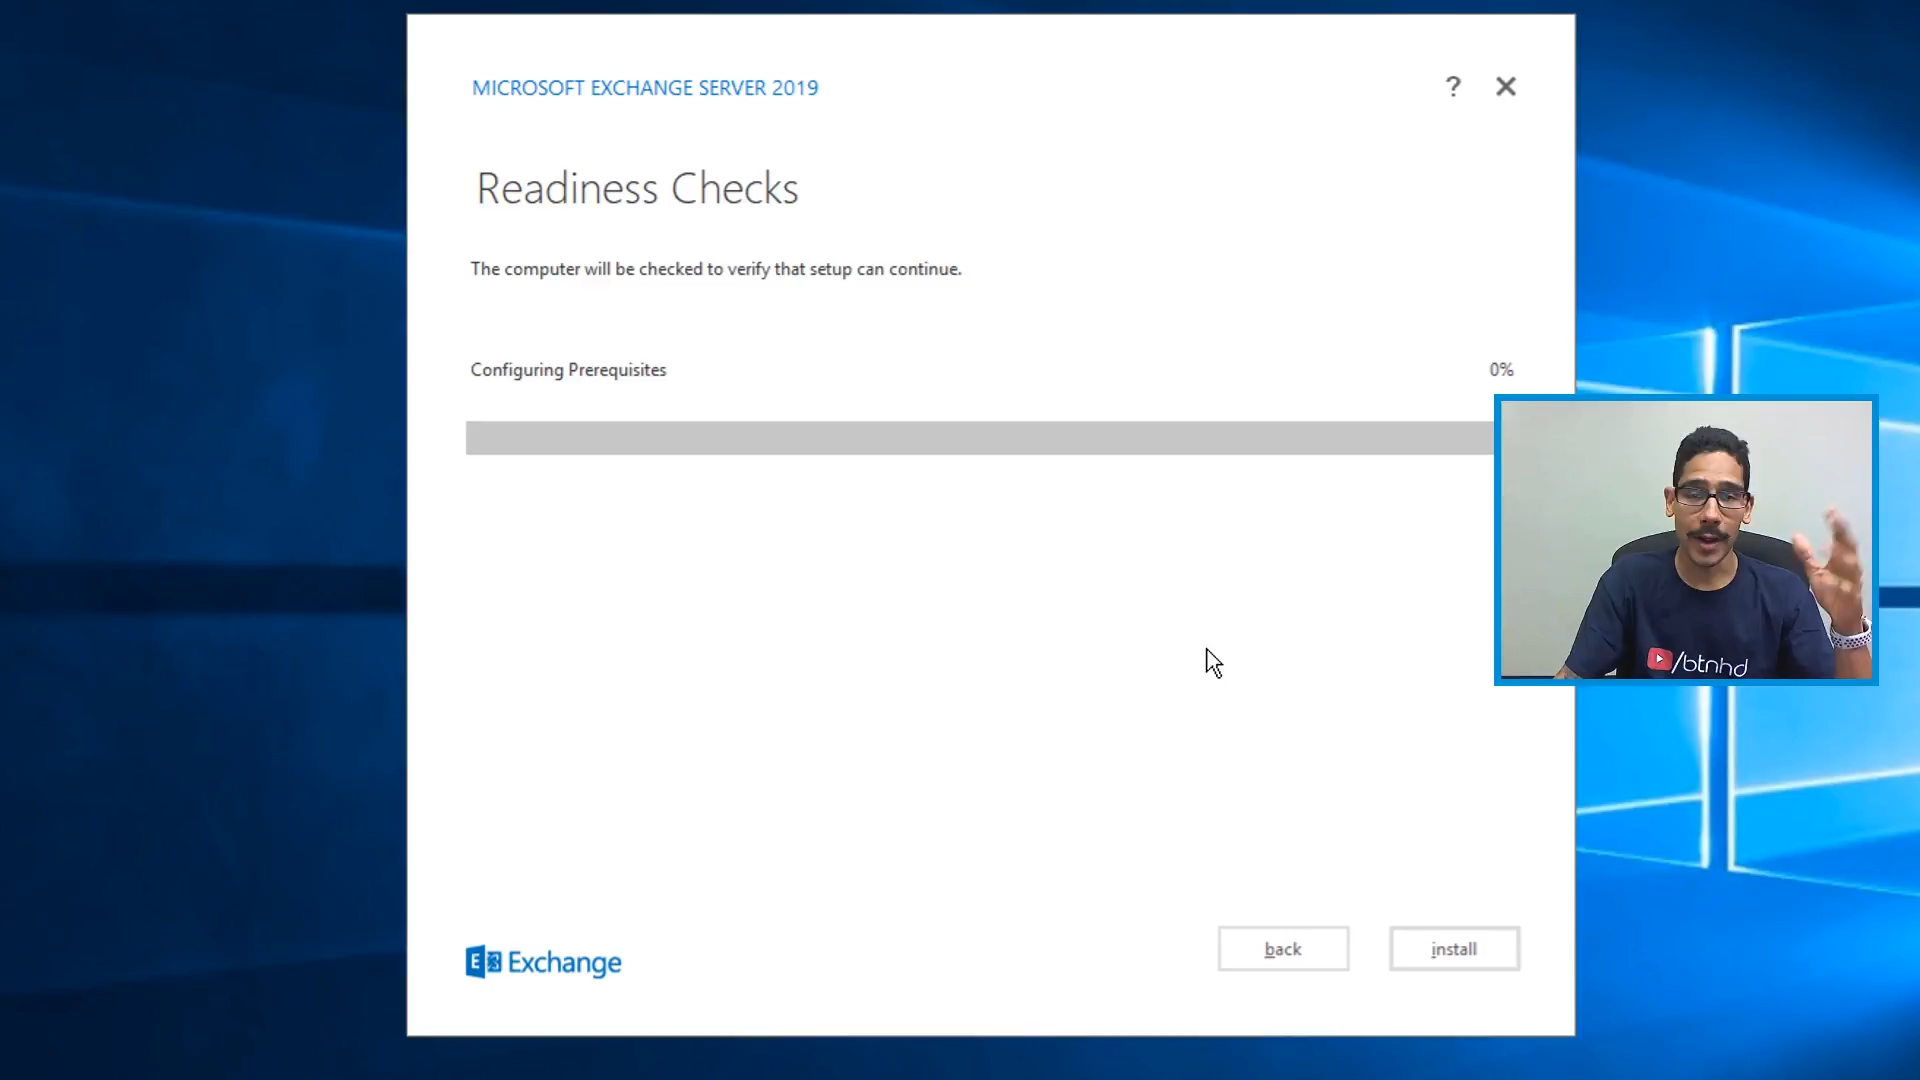 MICROSOFT EXCHANGE SERVER 2019
?
Readiness Checks
The computer will be checked to verify that setup can continue.
Configuring Prerequisites 0%
/btnhd
E Exchange
back install